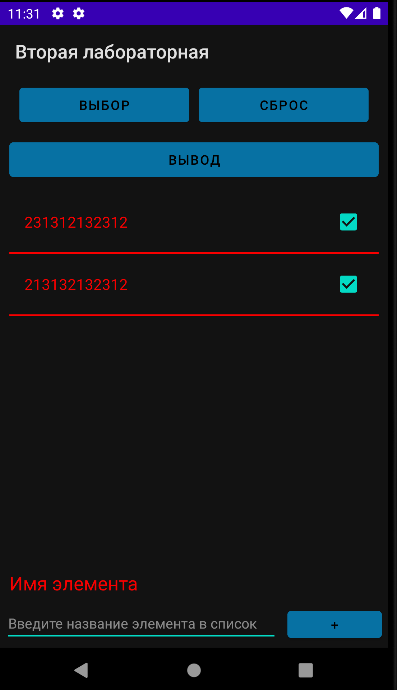 11:31
Вторая лабораторная
ВЫБОР СБРОС
ВЫВОД
231312132312
213132132312
Имя элемента
Введите название элемента в список +